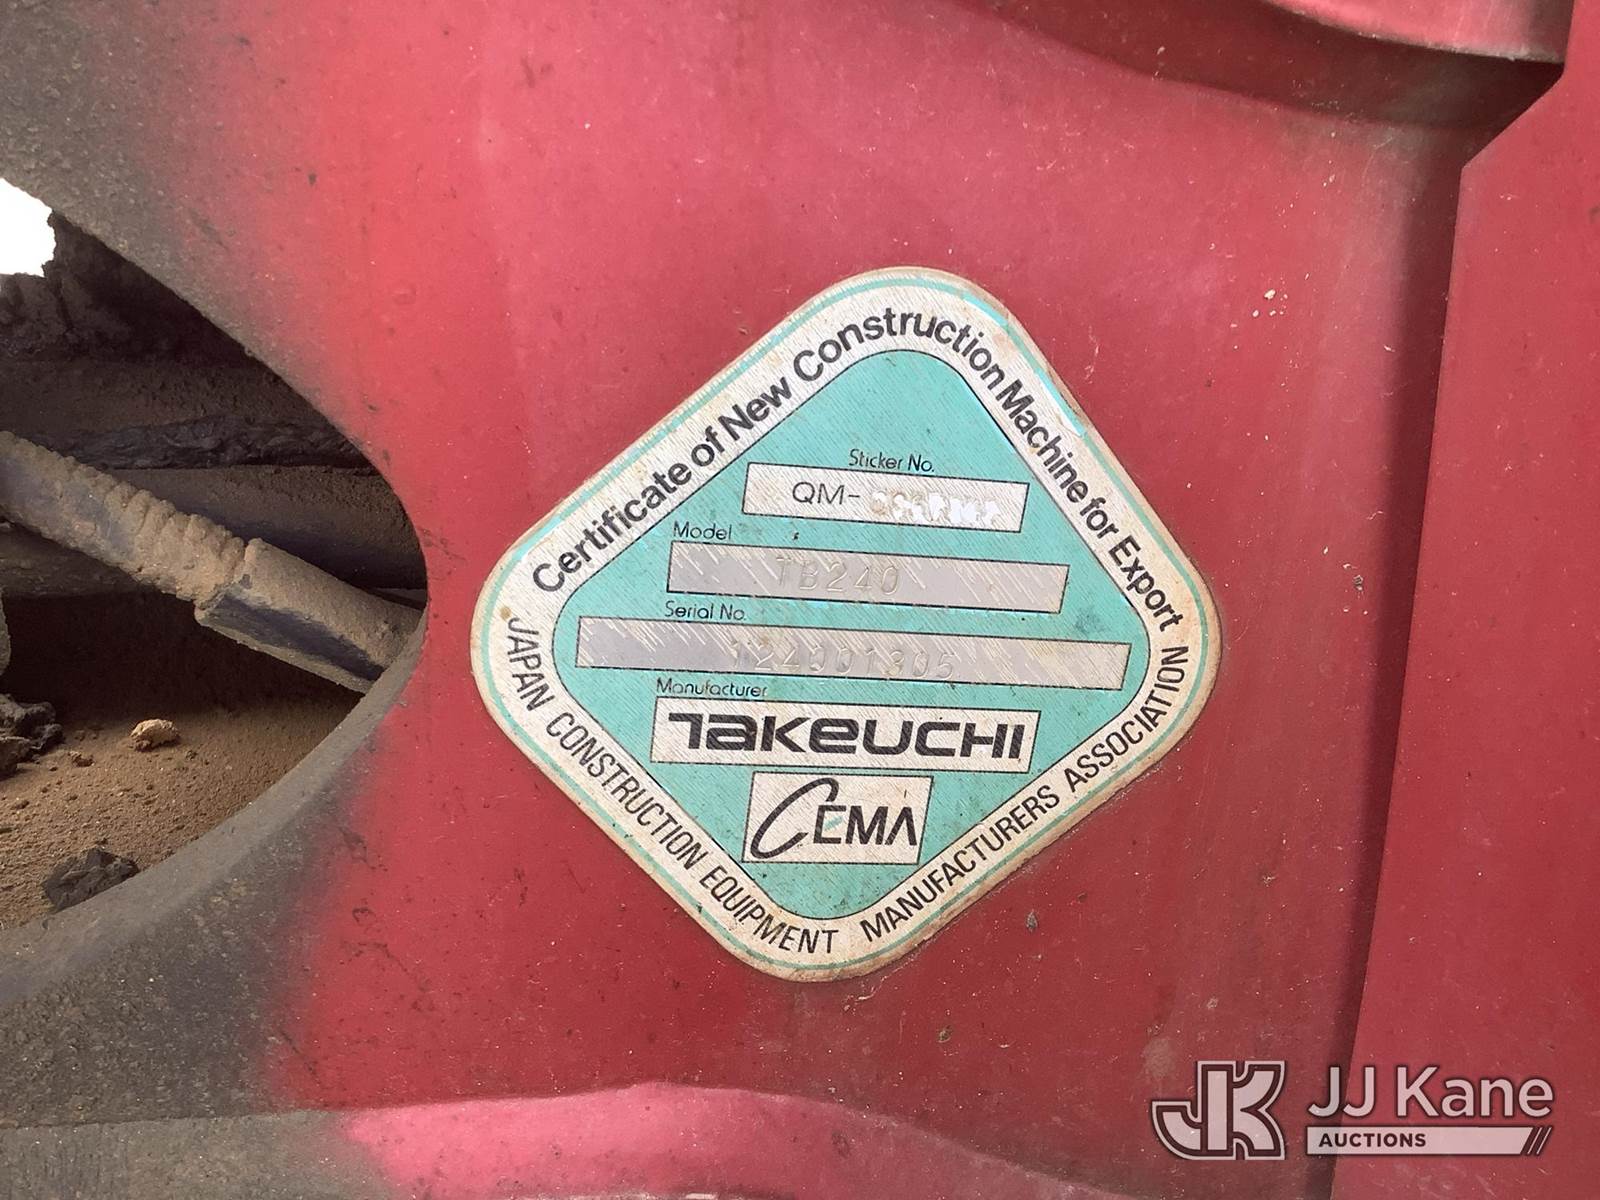 Certificate of New Construction Machine for Export
Sticker No.
QM-
Model
TB240
Serial No.
124001305
Manufacturer
TAKEUCHI
CEMA
JAPAN CONSTRUCTION EQUIPMENT MANUFACTURERS ASSOCIATION
JK JJ Kane
AUCTIONS